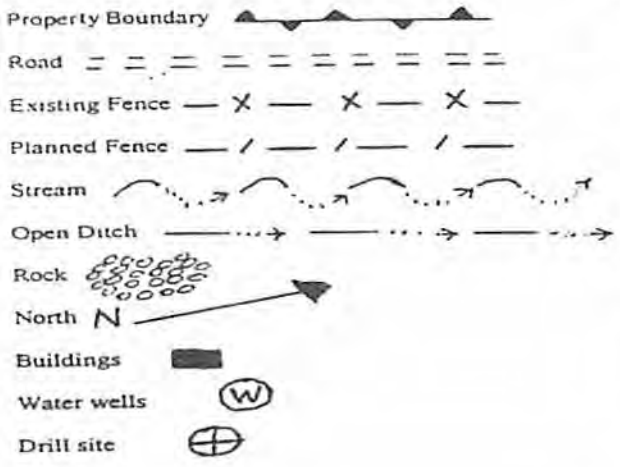 Property Boundary
Road
Existing Fence
Planned Fence
Stream
Open Ditch
Rock
North N
Buildings
Water wells W
Drill site